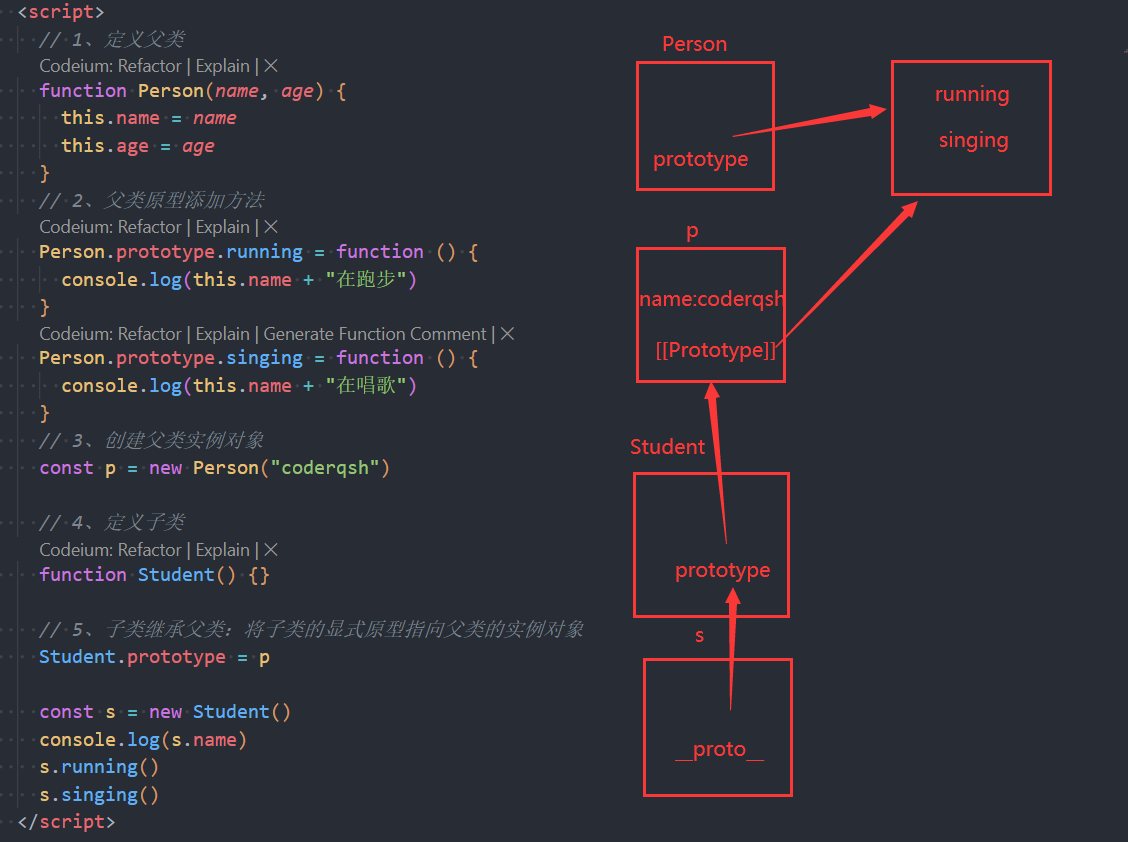 <script>
// 1、定义父类
Codeium: Refactor | Explain | ✕
function Person(name, age) {
this.name = name
this.age = age
}
// 2、父类原型添加方法
Codeium: Refactor | Explain | ✕
Person.prototype.running = function () {
console.log(this.name + "在跑步")
}
Codeium: Refactor | Explain | Generate Function Comment | ✕
Person.prototype.singing = function () {
console.log(this.name + "在唱歌")
}
// 3、创建父类实例对象
const p = new Person("coderqsh")
// 4、定义子类
Codeium: Refactor | Explain | ✕
function Student() {}
// 5、子类继承父类：将子类的显式原型指向父类的实例对象
Student.prototype = p
const s = new Student()
console.log(s.name)
s.running()
s.singing()
</script>
Person
prototype
running
singing
p
name:coderqsh
[[Prototype]]
Student
prototype
s
__proto__